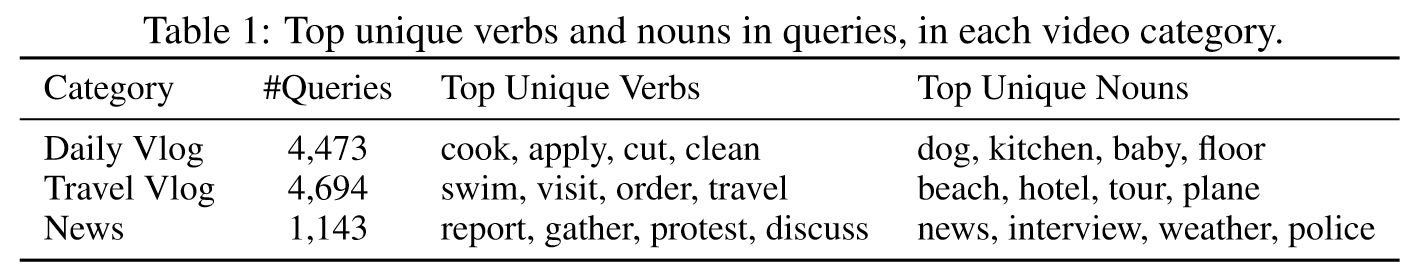 Table 1: Top unique verbs and nouns in queries, in each video category.
Category #Queries Top Unique Verbs Top Unique Nouns
Daily Vlog 4,473 cook, apply, cut, clean dog, kitchen, baby, floor
Travel Vlog 4,694 swim, visit, order, travel beach, hotel, tour, plane
News 1,143 report, gather, protest, discuss news, interview, weather, police